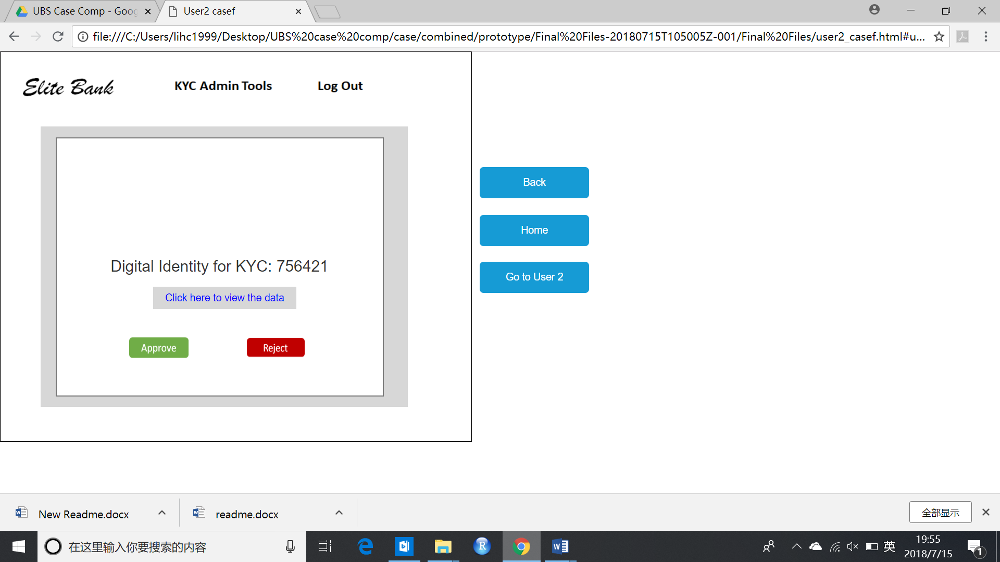 UBS Case Comp - Goo
User2 casef
file:///C:/Users/lihc1999/Desktop/UBS%20case%20comp/case/combined/prototype/Final%20Files-20180715T105005Z-001/Final%20Files/user2_casef.html#u...
Elite Bank
KYC Admin Tools
Log Out
Back
Home
Go to User 2
Digital Identity for KYC: 756421
Click here to view the data
Approve
Reject
New Readme.docx
readme.docx
全部显示
在这里输入你要搜索的内容
英
19:55
2018/7/15
1